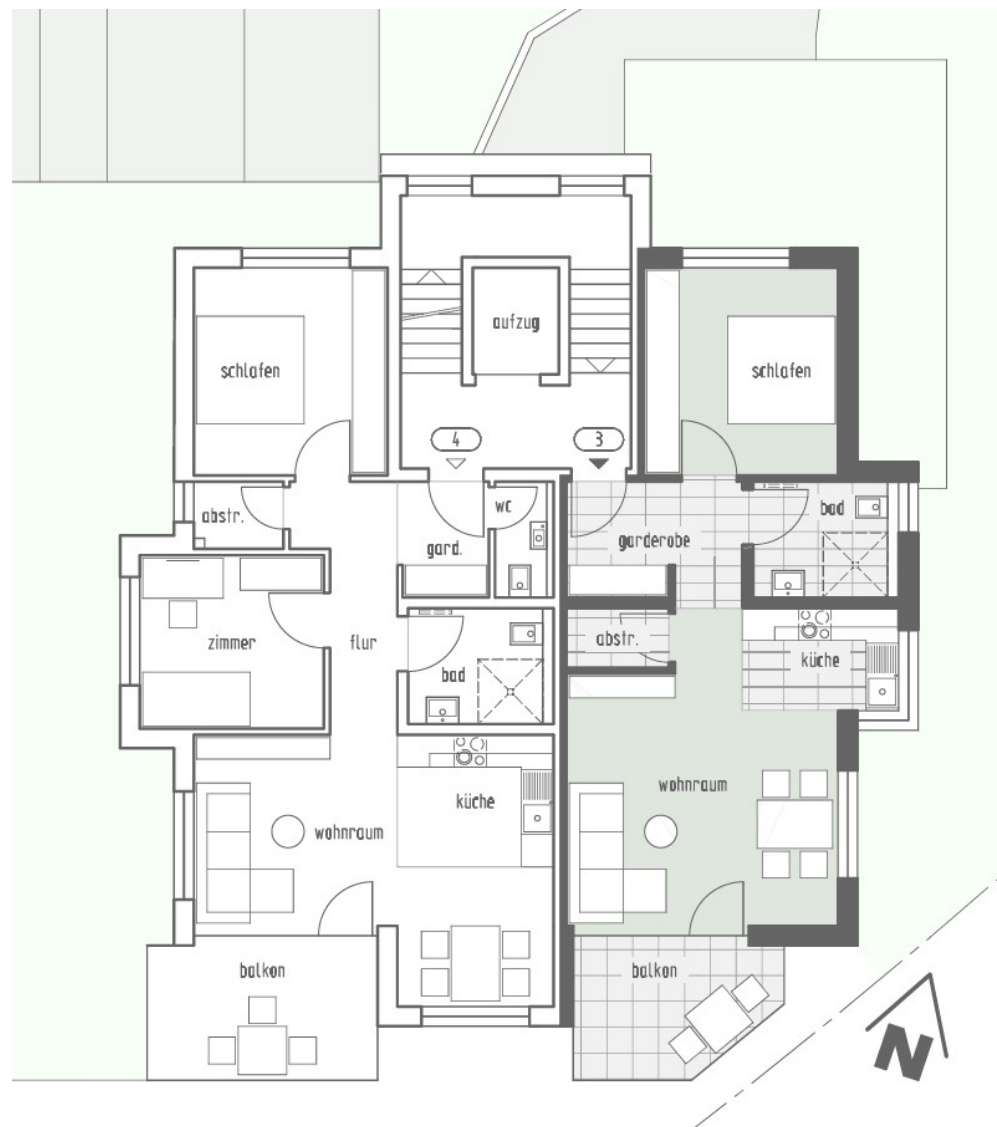 aufzug
schlafen
schlafen
4
3
abstr.
wc
bad
gard.
garderobe
zimmer
flur
abstr.
bad
küche
wohnraum
küche
wohnraum
balkon
balkon
N